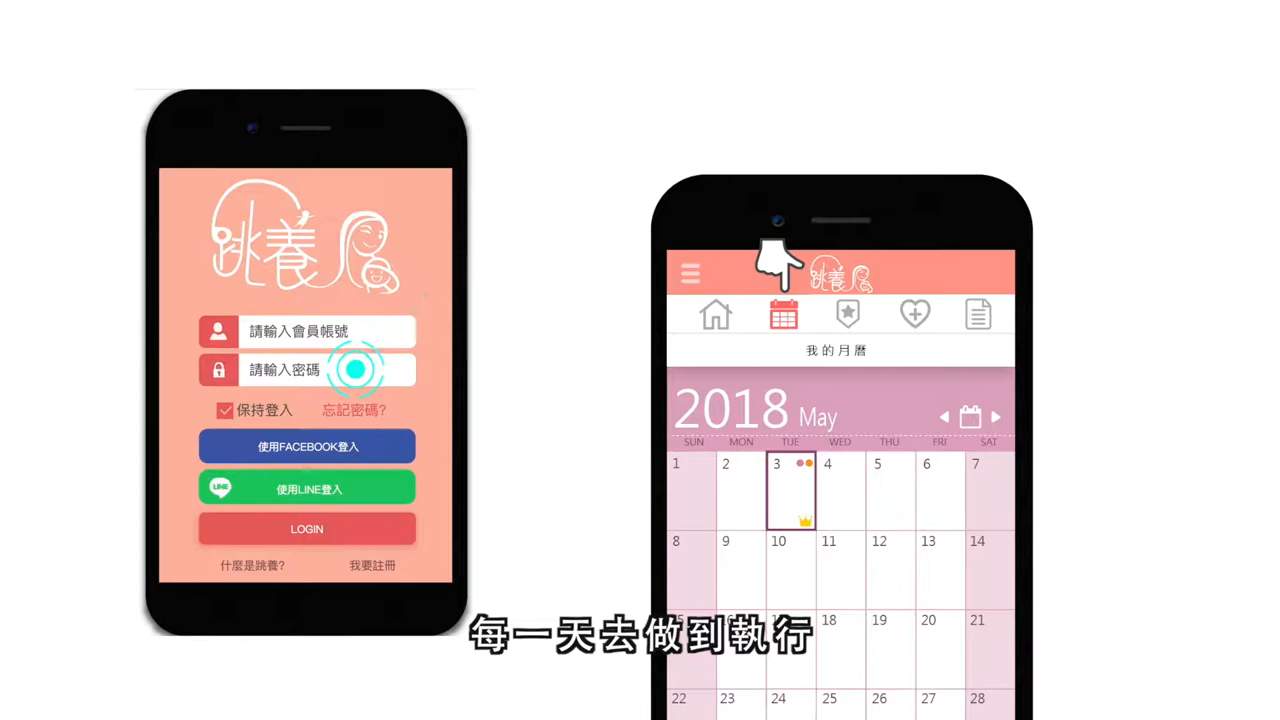 跳養
請輸入會員帳號
請輸入密碼
保持登入 忘記密碼?
使用FACEBOOK登入
LINE 使用LINE登入
LOGIN
什麼是跳養? 我要註冊
跳養
我的月曆
2018 May
SUN MON TUE WED THU FRI SAT
1 2 3 4 5 6 7
8 9 10 11 12 13 14
18 19 20 21
22 23 24 25 26 27 28
每一天去做到執行